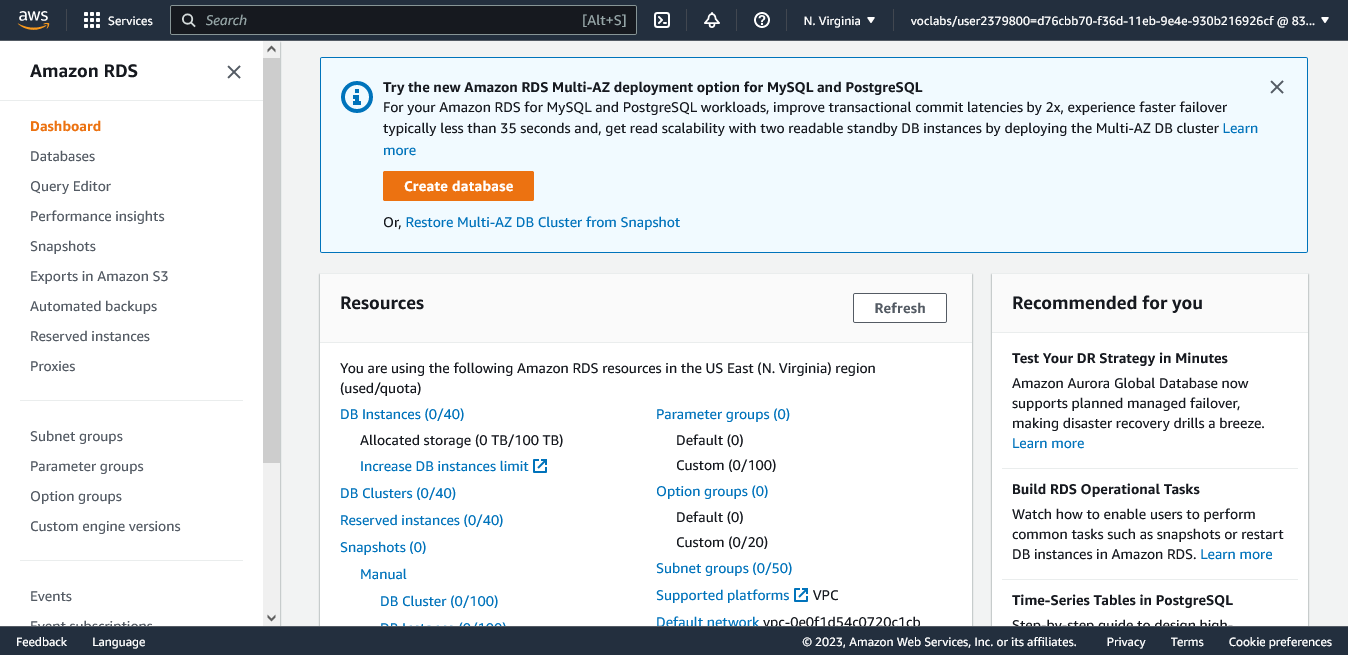 aws
Services
Search
[Alt+S]
N. Virginia
voclabs/user2379800=d76cbb70-f36d-11eb-9e4e-930b216926cf @ 83...
Amazon RDS
Dashboard
Databases
Query Editor
Performance insights
Snapshots
Exports in Amazon S3
Automated backups
Reserved instances
Proxies
Subnet groups
Parameter groups
Option groups
Custom engine versions
Events
Event subscriptions
Try the new Amazon RDS Multi-AZ deployment option for MySQL and PostgreSQL
For your Amazon RDS for MySQL and PostgreSQL workloads, improve transactional commit latencies by 2x, experience faster failover
typically less than 35 seconds and, get read scalability with two readable standby DB instances by deploying the Multi-AZ DB cluster Learn
more
Create database
Or, Restore Multi-AZ DB Cluster from Snapshot
Resources
Refresh
You are using the following Amazon RDS resources in the US East (N. Virginia) region
(used/quota)
DB Instances (0/40)
Allocated storage (0 TB/100 TB)
Increase DB instances limit
DB Clusters (0/40)
Reserved instances (0/40)
Snapshots (0)
Manual
DB Cluster (0/100)
DB Instance (0/100)
Parameter groups (0)
Default (0)
Custom (0/100)
Option groups (0)
Default (0)
Custom (0/20)
Subnet groups (0/50)
Supported platforms VPC
Default network vpc-0e0f1d54c0720c1cb
Recommended for you
Test Your DR Strategy in Minutes
Amazon Aurora Global Database now
supports planned managed failover,
making disaster recovery drills a breeze.
Learn more
Build RDS Operational Tasks
Watch how to enable users to perform
common tasks such as snapshots or restart
DB instances in Amazon RDS. Learn more
Time-Series Tables in PostgreSQL
Step-by-step guide to design high-
Feedback
Language
© 2023, Amazon Web Services, Inc. or its affiliates.
Privacy
Terms
Cookie preferences